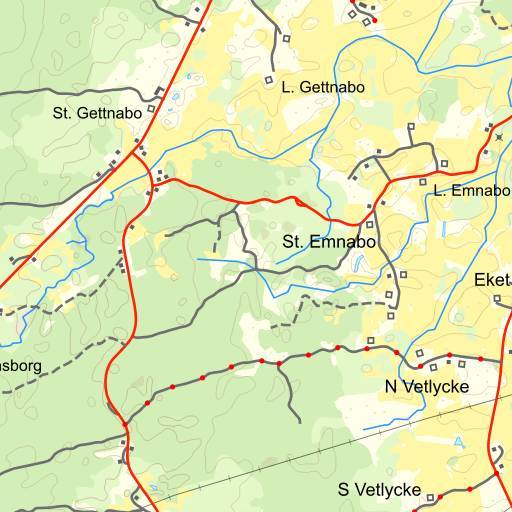 L. Gettnabo
St. Gettnabo
L. Emnabo
St. Emnabo
Eket
nsborg
N Vetlycke
S Vetlycke